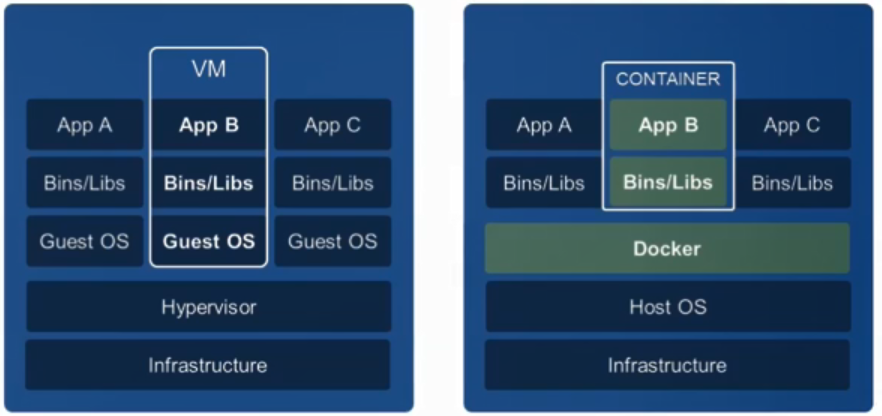 VM
App A App B App C
Bins/Libs Bins/Libs Bins/Libs
Guest OS Guest OS Guest OS
Hypervisor
Infrastructure
CONTAINER
App A App B App C
Bins/Libs Bins/Libs Bins/Libs
Docker
Host OS
Infrastructure